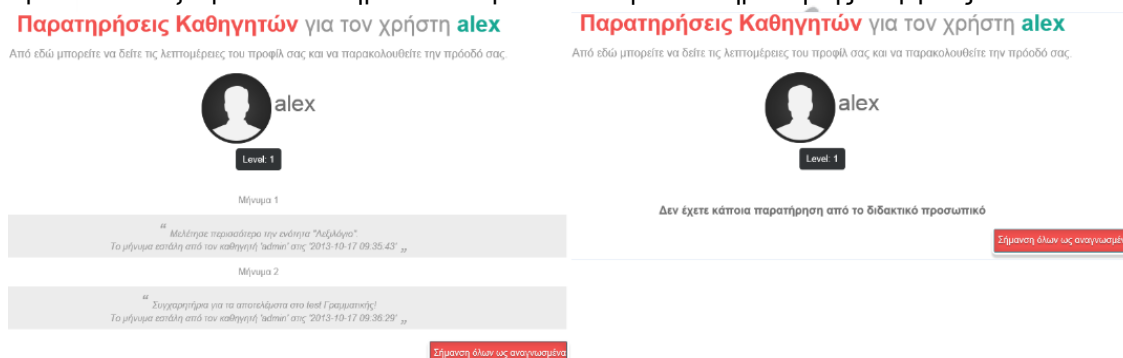 Παρατηρήσεις Καθηγητών για τον χρήστη alex
Από εδώ μπορείτε να δείτε τις λεπτομέρειες του προφίλ σας και να παρακολουθείτε την πρόοδό σας.
alex
Level: 1
Μήνυμα 1
“ Μελέτησε περισσότερο την ενότητα "Λεξιλόγιο".
Το μήνυμα εστάλη από τον καθηγητή 'admin' στις '2013-10-17 09:35:43' „
Μήνυμα 2
“ Συγχαρητήρια για τα αποτελέσματα στο test Γραμματικής!
Το μήνυμα εστάλη από τον καθηγητή 'admin' στις '2013-10-17 09:36:29' „
Σήμανση όλων ως αναγνωσμένα
Παρατηρήσεις Καθηγητών για τον χρήστη alex
Από εδώ μπορείτε να δείτε τις λεπτομέρειες του προφίλ σας και να παρακολουθείτε την πρόοδό σας.
alex
Level: 1
Δεν έχετε κάποια παρατήρηση από το διδακτικό προσωπικό
Σήμανση όλων ως αναγνωσμέν